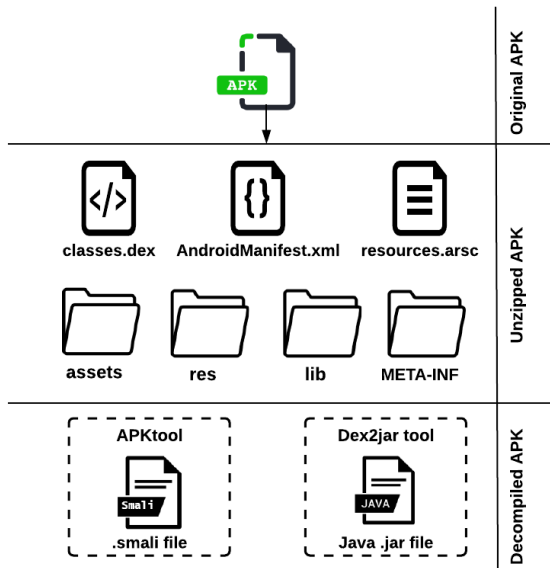 APK
Original APK
</>
{}
classes.dex
AndroidManifest.xml
resources.arsc
Unzipped APK
assets
res
lib
META-INF
APKtool
Smali
.smali file
Dex2jar tool
JAVA
Java .jar file
Decompiled APK